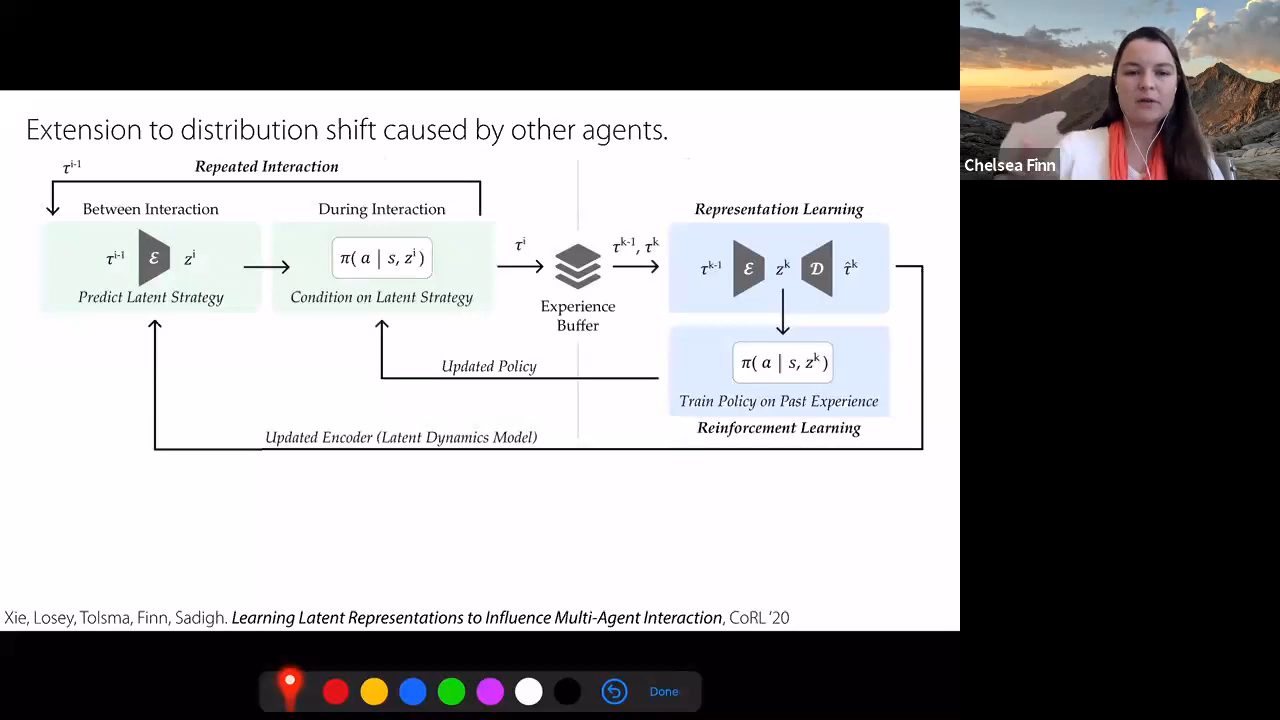 Extension to distribution shift caused by other agents.
τ^{i-1}
Repeated Interaction
Between Interaction
During Interaction
τ^{i-1} ℰ z^i
Predict Latent Strategy
π( a | s, z^i )
Condition on Latent Strategy
τ^i
Experience
Buffer
τ^{k-1}, τ^k
Representation Learning
τ^{k-1} ℰ z^k 𝒟 τ̂^k
π( a | s, z^k )
Train Policy on Past Experience
Reinforcement Learning
Updated Policy
Updated Encoder (Latent Dynamics Model)
Xie, Losey, Tolsma, Finn, Sadigh. Learning Latent Representations to Influence Multi-Agent Interaction, CoRL '20
Chelsea Finn
Done